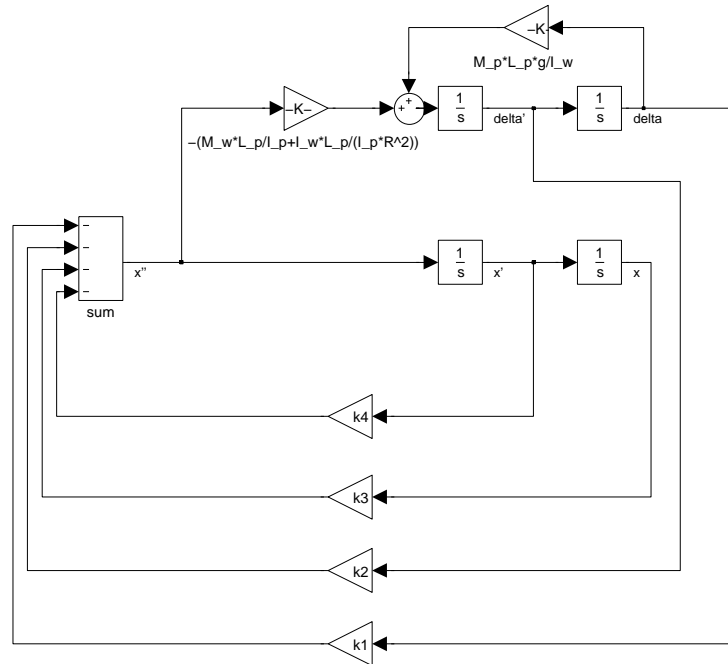 –K–
M_p*L_p*g/I_w
–K–
+
+
1
s
delta'
1
s
delta
–(M_w*L_p/I_p+I_w*L_p/(I_p*R^2))
–
–
–
–
x''
sum
1
s
x'
1
s
x
k4
k3
k2
k1